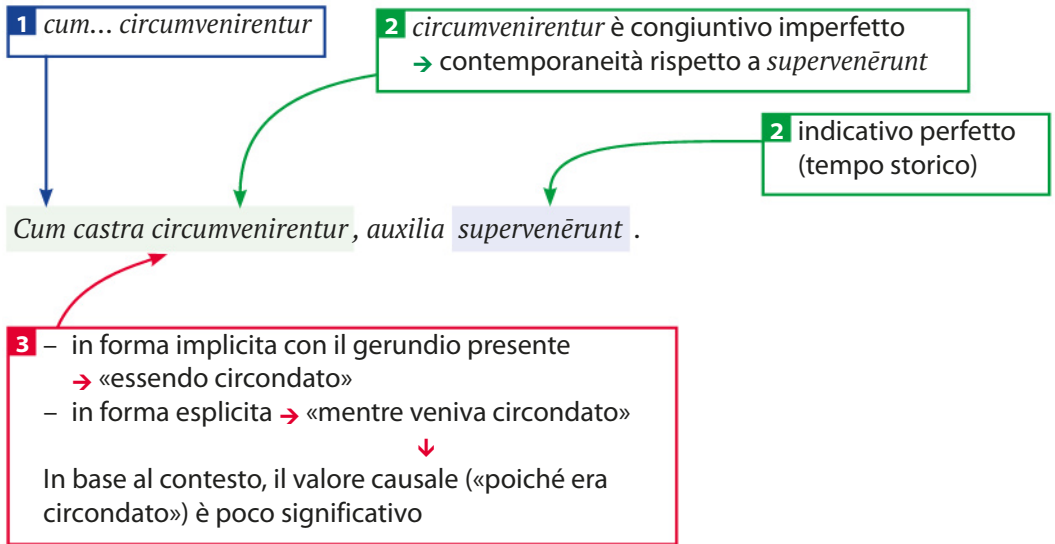 1 cum… circumvenirentur
2 circumvenirentur è congiuntivo imperfetto
→ contemporaneità rispetto a supervenērunt
2 indicativo perfetto
(tempo storico)
Cum castra circumvenirentur, auxilia supervenērunt.
3 – in forma implicita con il gerundio presente
→ «essendo circondato»
– in forma esplicita → «mentre veniva circondato»
↓
In base al contesto, il valore causale («poiché era
circondato») è poco significativo